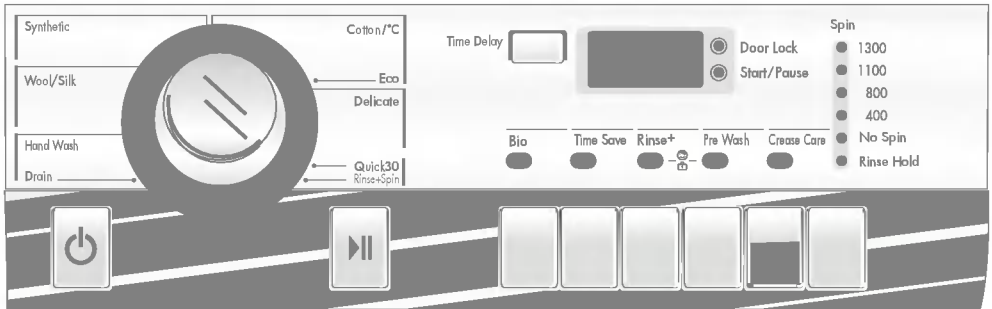 Synthetic
Cotton/°C
Wool/Silk
Eco
Delicate
Hand Wash
Quick30
Drain
Rinse+Spin
Time Delay
Door Lock
Start/Pause
Bio
Time Save
Rinse+
Pre Wash
Crease Care
Spin
1300
1100
800
400
No Spin
Rinse Hold